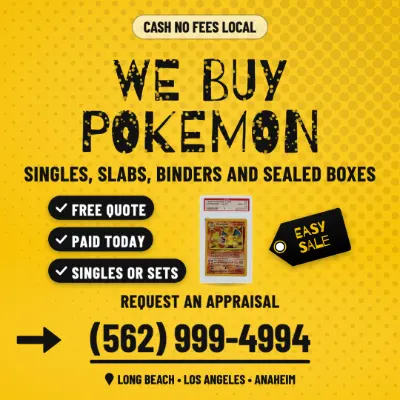 CASH NO FEES LOCAL
WE BUY
POKEMON
SINGLES, SLABS, BINDERS AND SEALED BOXES
FREE QUOTE
PAID TODAY
SINGLES OR SETS
EASY
SALE
REQUEST AN APPRAISAL
(562) 999-4994
LONG BEACH • LOS ANGELES • ANAHEIM